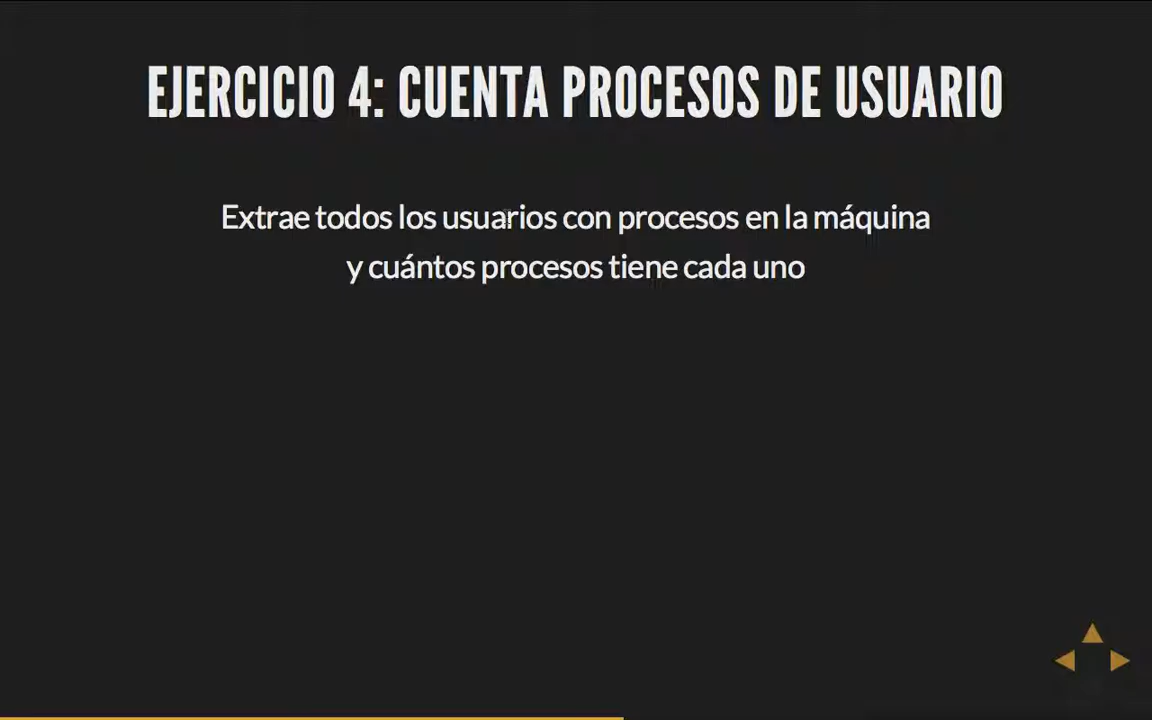 EJERCICIO 4: CUENTA PROCESOS DE USUARIO
Extrae todos los usuarios con procesos en la máquina
y cuántos procesos tiene cada uno